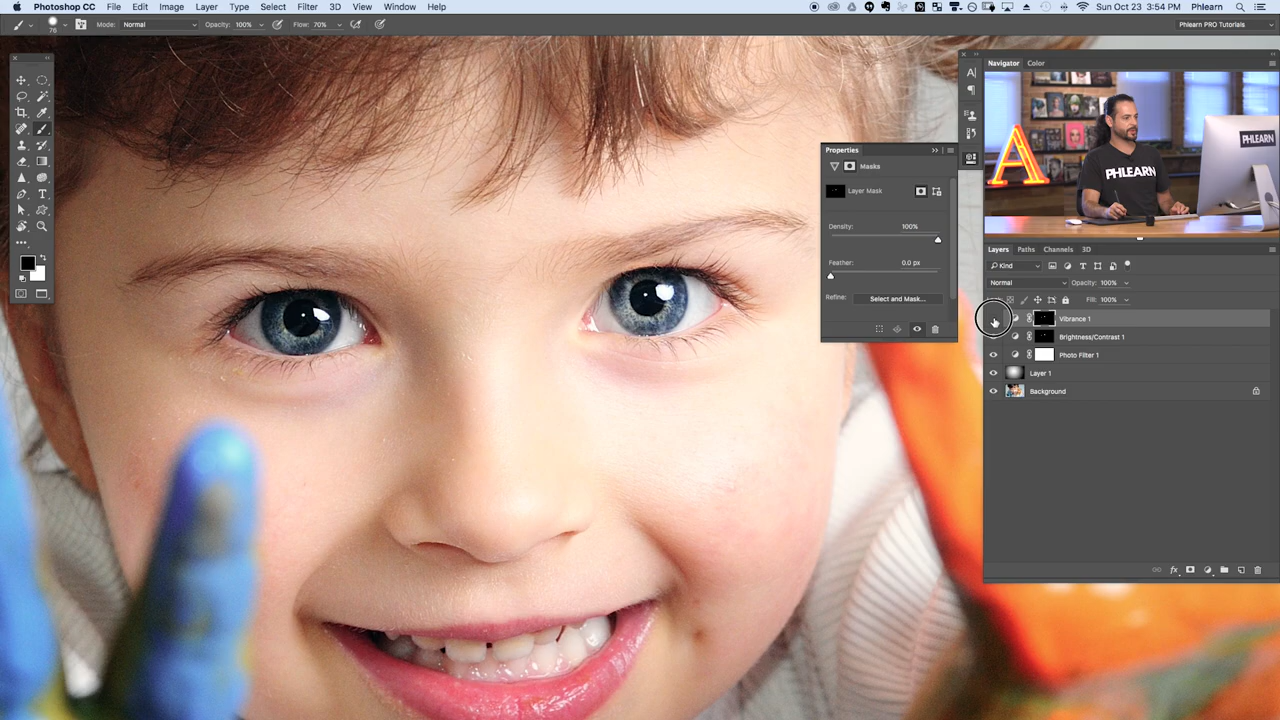 Photoshop CC File Edit Image Layer Type Select Filter 3D View Window Help Sun Oct 23 3:54 PM Phlearn
76 Mode: Normal Opacity: 100% Flow: 70% Phlearn PRO Tutorials
Navigator Color
PHLEARN
PHLEARN
A
Properties
Masks
Layer Mask
Density: 100%
Feather: 0.0 px
Refine: Select and Mask...
Layers Paths Channels 3D
Kind
Normal Opacity: 100%
Fill: 100%
Vibrance 1
Brightness/Contrast 1
Photo Filter 1
Layer 1
Background